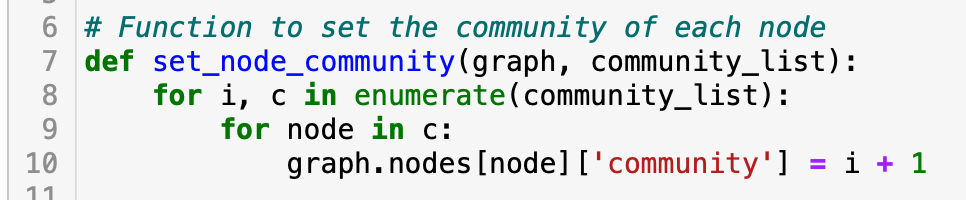 6 # Function to set the community of each node
7 def set_node_community(graph, community_list):
8     for i, c in enumerate(community_list):
9         for node in c:
10             graph.nodes[node]['community'] = i + 1
11